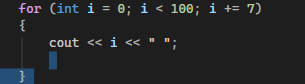 for (int i = 0; i < 100; i += 7)
{
    cout << i << " ";

}